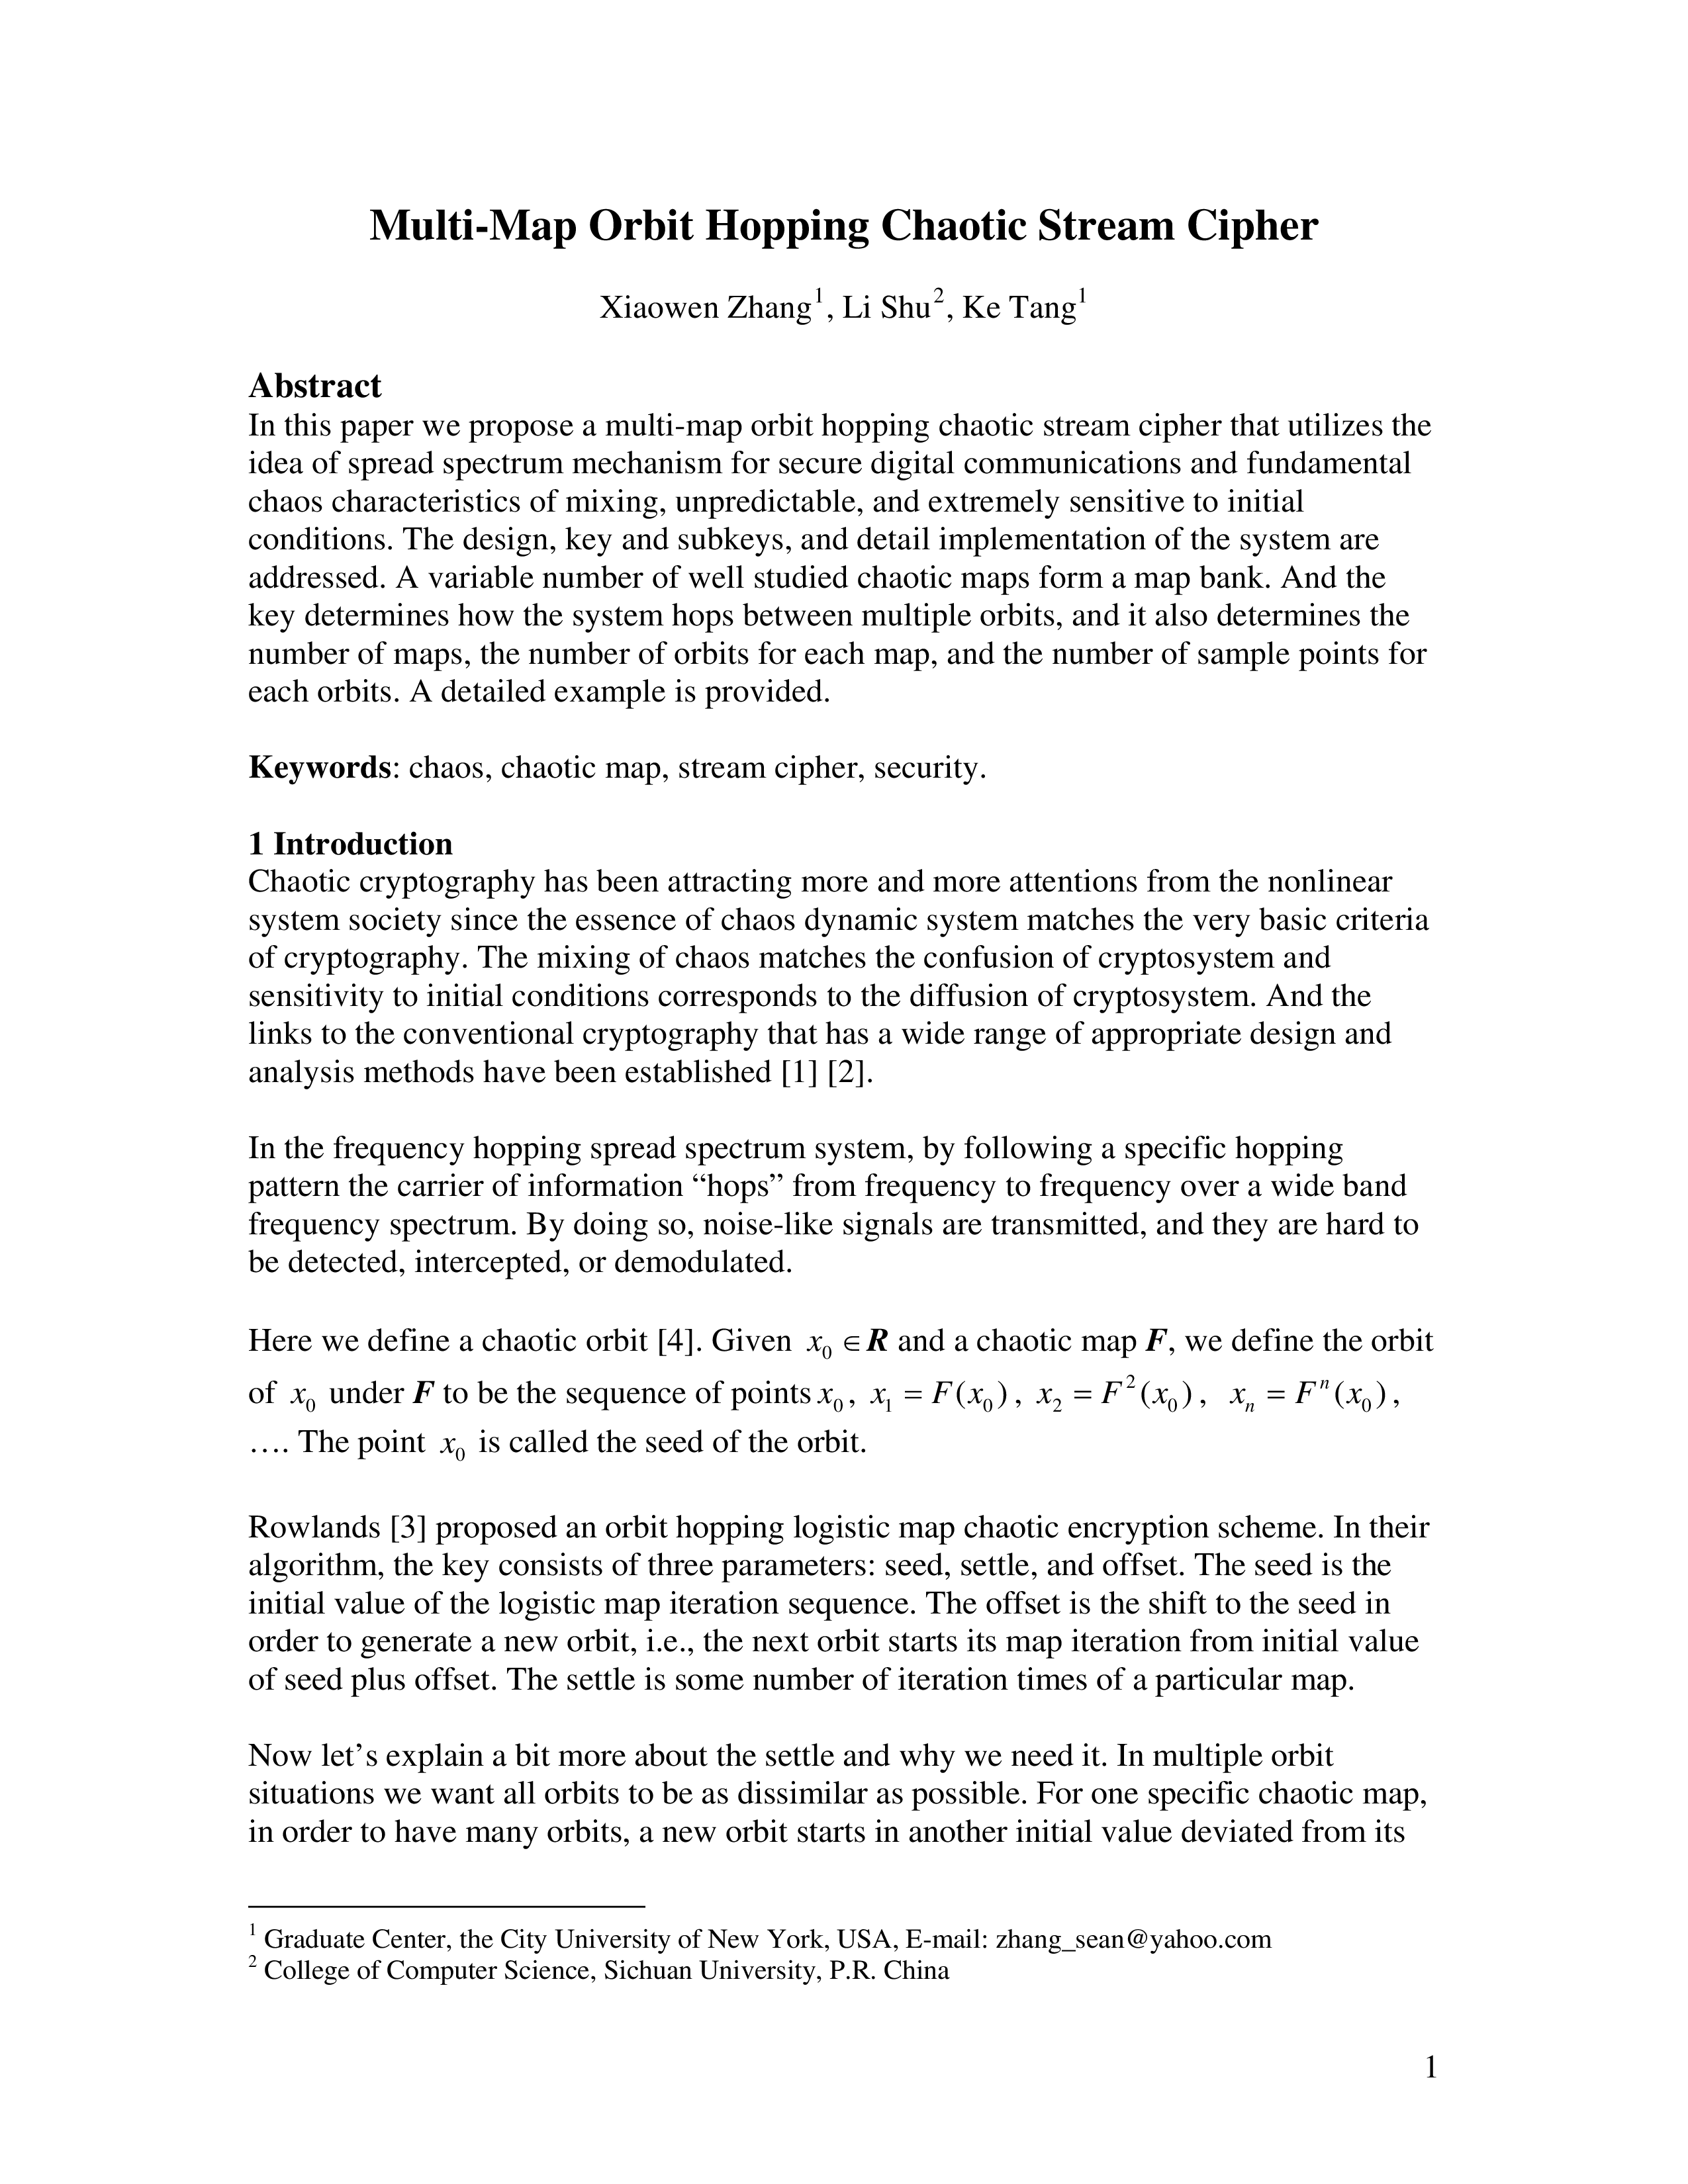 Multi-Map Orbit Hopping Chaotic Stream Cipher
Xiaowen Zhang¹, Li Shu², Ke Tang¹
Abstract
In this paper we propose a multi-map orbit hopping chaotic stream cipher that utilizes the
idea of spread spectrum mechanism for secure digital communications and fundamental
chaos characteristics of mixing, unpredictable, and extremely sensitive to initial
conditions. The design, key and subkeys, and detail implementation of the system are
addressed. A variable number of well studied chaotic maps form a map bank. And the
key determines how the system hops between multiple orbits, and it also determines the
number of maps, the number of orbits for each map, and the number of sample points for
each orbits. A detailed example is provided.
Keywords: chaos, chaotic map, stream cipher, security.
1 Introduction
Chaotic cryptography has been attracting more and more attentions from the nonlinear
system society since the essence of chaos dynamic system matches the very basic criteria
of cryptography. The mixing of chaos matches the confusion of cryptosystem and
sensitivity to initial conditions corresponds to the diffusion of cryptosystem. And the
links to the conventional cryptography that has a wide range of appropriate design and
analysis methods have been established [1] [2].
In the frequency hopping spread spectrum system, by following a specific hopping
pattern the carrier of information “hops” from frequency to frequency over a wide band
frequency spectrum. By doing so, noise-like signals are transmitted, and they are hard to
be detected, intercepted, or demodulated.
Here we define a chaotic orbit [4]. Given x₀ ∈ R and a chaotic map F, we define the orbit
of x₀ under F to be the sequence of points x₀, x₁ = F(x₀), x₂ = F²(x₀), xₙ = Fⁿ(x₀),
…. The point x₀ is called the seed of the orbit.
Rowlands [3] proposed an orbit hopping logistic map chaotic encryption scheme. In their
algorithm, the key consists of three parameters: seed, settle, and offset. The seed is the
initial value of the logistic map iteration sequence. The offset is the shift to the seed in
order to generate a new orbit, i.e., the next orbit starts its map iteration from initial value
of seed plus offset. The settle is some number of iteration times of a particular map.
Now let’s explain a bit more about the settle and why we need it. In multiple orbit
situations we want all orbits to be as dissimilar as possible. For one specific chaotic map,
in order to have many orbits, a new orbit starts in another initial value deviated from its
¹ Graduate Center, the City University of New York, USA, E-mail: zhang_sean@yahoo.com
² College of Computer Science, Sichuan University, P.R. China
1